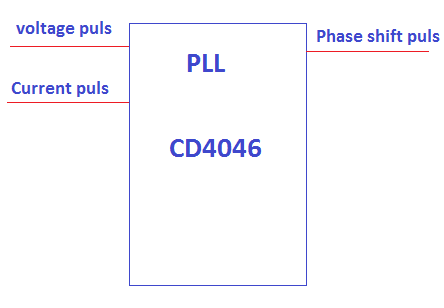 voltage puls
Current puls
PLL
CD4046
Phase shift puls